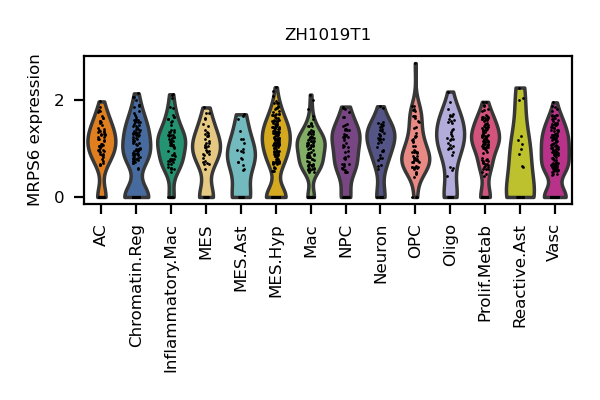 ZH1019T1
MRPS6 expression
2
0
AC
Chromatin.Reg
Inflammatory.Mac
MES
MES.Ast
MES.Hyp
Mac
NPC
Neuron
OPC
Oligo
Prolif.Metab
Reactive.Ast
Vasc